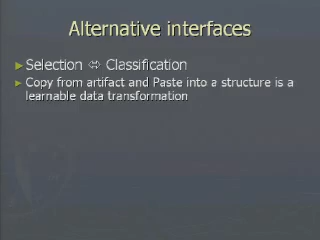 Alternative interfaces
► Selection ⇔ Classification
► Copy from artifact and Paste into a structure is a
learnable data transformation